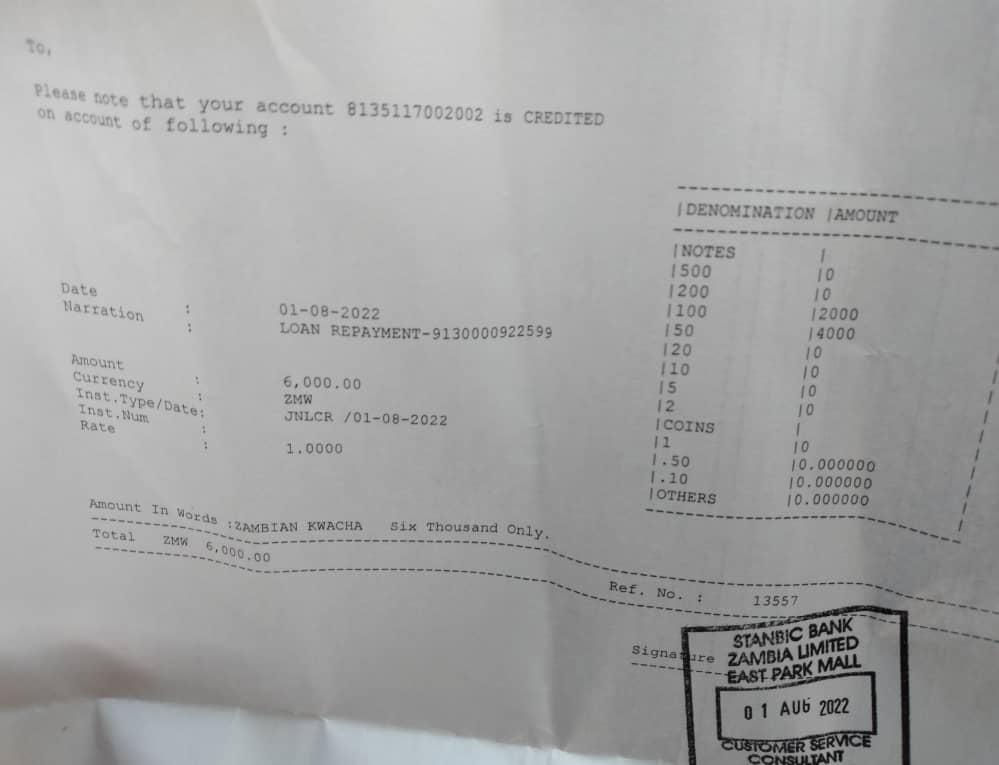 To,
Please note that your account 8135117002002 is CREDITED
on account of following :
|DENOMINATION |AMOUNT
|NOTES |
|500 |0
|200 |0
|100 |2000
|50 |4000
|20 |0
|10 |0
|5 |0
|2 |0
|COINS |
|1 |0
|.50 |0.000000
|.10 |0.000000
|OTHERS |0.000000
Date : 01-08-2022
Narration : LOAN REPAYMENT-9130000922599
Amount : 6,000.00
Currency : ZMW
Inst.Type/Date: JNLCR /01-08-2022
Inst.Num :
Rate : 1.0000
Amount In Words :ZAMBIAN KWACHA Six Thousand Only.
Total ZMW 6,000.00
Ref. No. : 13557
Signature
STANBIC BANK
ZAMBIA LIMITED
EAST PARK MALL
01 AUG 2022
CUSTOMER SERVICE
CONSULTANT